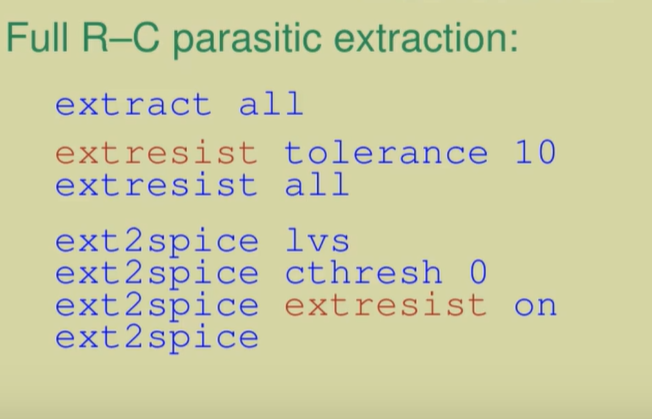 Full R–C parasitic extraction:
extract all
extresist tolerance 10
extresist all
ext2spice lvs
ext2spice cthresh 0
ext2spice extresist on
ext2spice